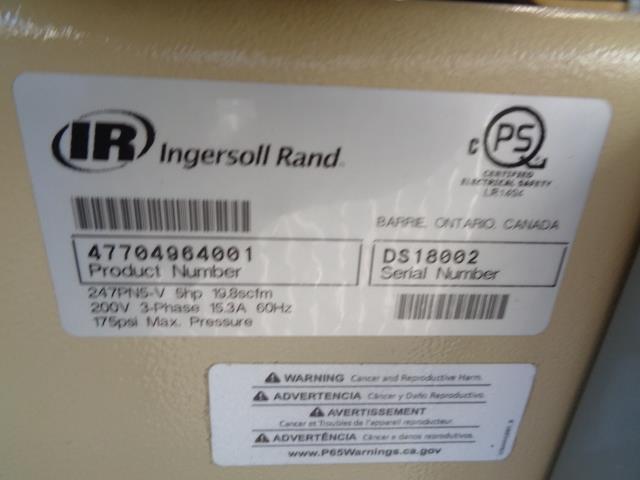 IR Ingersoll Rand
C PS
CERTIFIED
ELECTRICAL SAFETY
BARRIE, ONTARIO, CANADA
47704964001
Product Number
DS18002
Serial Number
247PN5-V 5hp 19.8scfm
200V 3-Phase 15.3A 60Hz
175psi Max. Pressure
WARNING Cancer and Reproductive Harm.
ADVERTENCIA Cáncer y Daño Reproductivo.
AVERTISSEMENT
Cancer et Troubles de l'appareil reproducteur.
ADVERTÊNCIA Câncer e danos reprodutivos.
www.P65Warnings.ca.gov